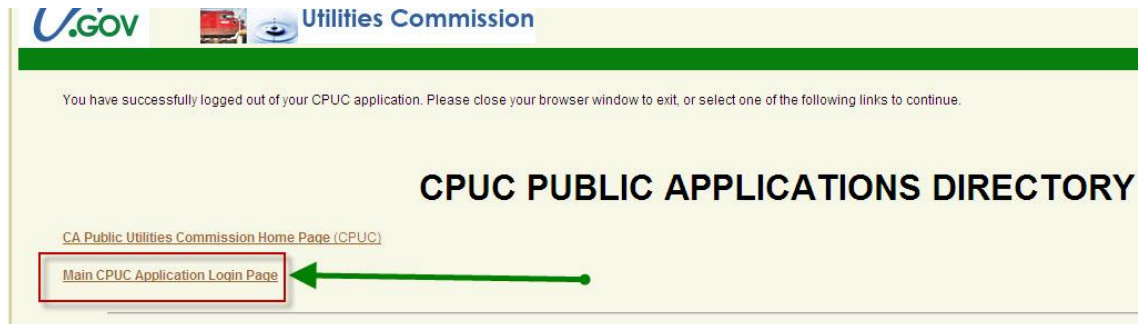 .GOV
Utilities Commission
You have successfully logged out of your CPUC application. Please close your browser window to exit, or select one of the following links to continue.
CPUC PUBLIC APPLICATIONS DIRECTORY
CA Public Utilities Commission Home Page (CPUC)
Main CPUC Application Login Page